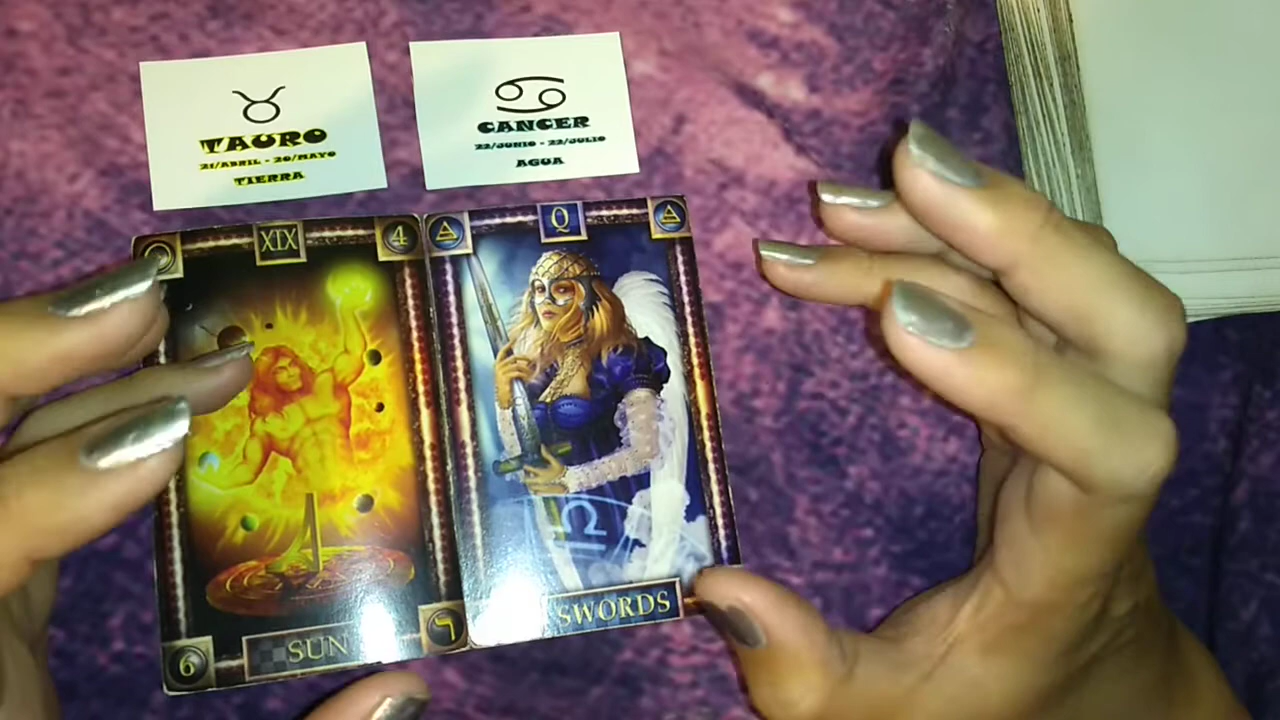 TAURO
21/ABRIL - 20/MAYO
TIERRA
CANCER
22/JUNIO - 22/JULIO
AGUA
XIX
4
SUN
6
Q
SWORDS